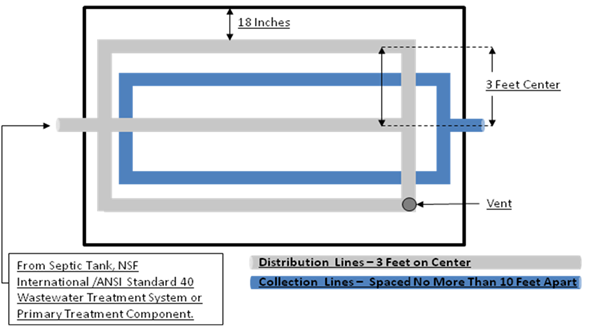 18 Inches
3 Feet Center
Vent
From Septic Tank, NSF
International /ANSI Standard 40
Wastewater Treatment System or
Primary Treatment Component.
Distribution Lines – 3 Feet on Center
Collection Lines – Spaced No More Than 10 Feet Apart